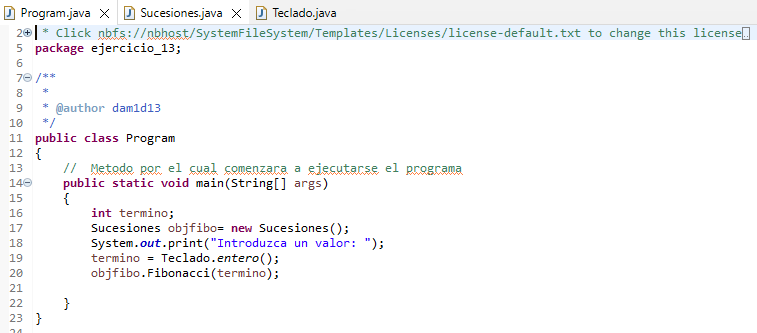 Program.java Sucesiones.java Teclado.java
2 * Click nbfs://nbhost/SystemFileSystem/Templates/Licenses/license-default.txt to change this license
5 package ejercicio_13;
6
7 /**
8 *
9 * @author dam1d13
10 */
11 public class Program
12 {
13 // Metodo por el cual comenzara a ejecutarse el programa
14 public static void main(String[] args)
15 {
16 int termino;
17 Sucesiones objfibo= new Sucesiones();
18 System.out.print("Introduzca un valor: ");
19 termino = Teclado.entero();
20 objfibo.Fibonacci(termino);
21
22 }
23 }